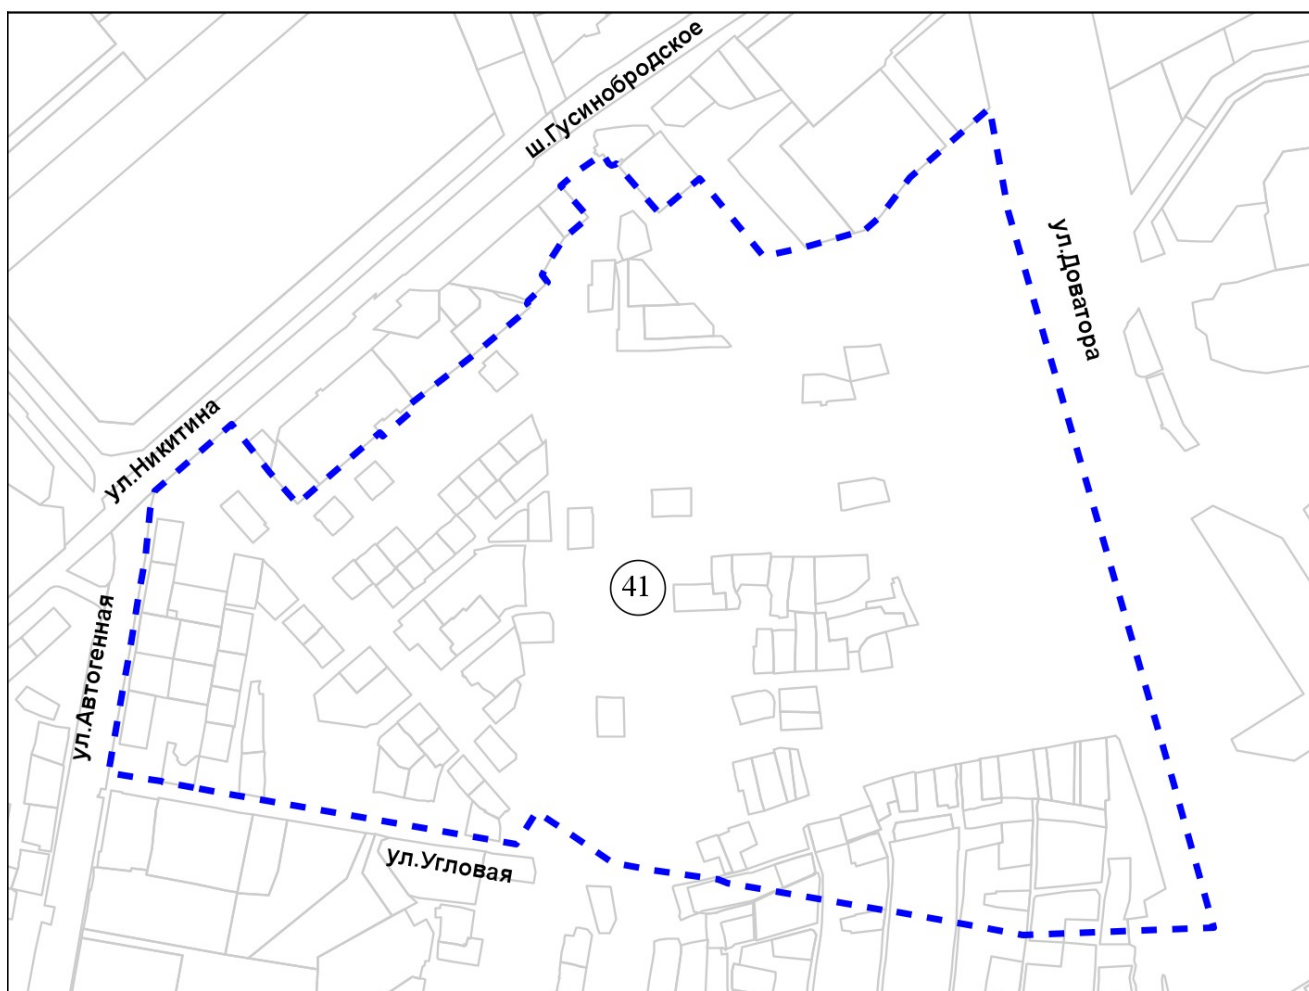 ш.Гусинобродское
ул.Доватора
ул.Никитина
41
ул.Автогенная
ул.Угловая